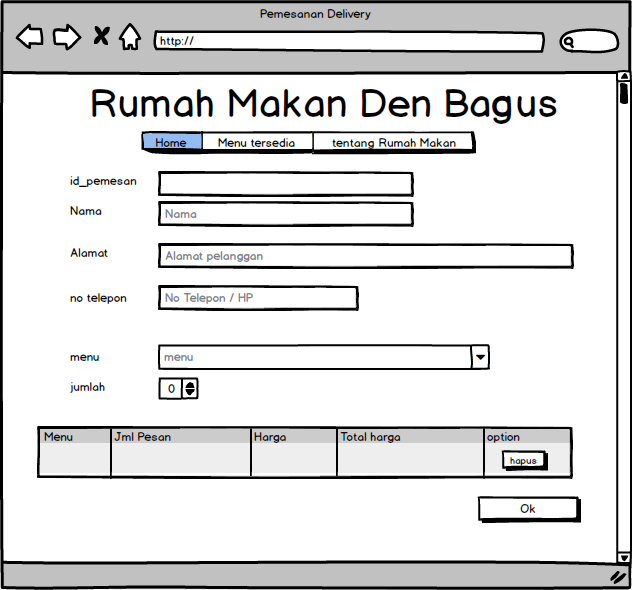 Pemesanan Delivery
http://
Rumah Makan Den Bagus
Home Menu tersedia tentang Rumah Makan
id_pemesan
Nama Nama
Alamat Alamat pelanggan
no telepon No Telepon / HP
menu menu
jumlah 0
Menu Jml Pesan Harga Total harga option
hapus
Ok